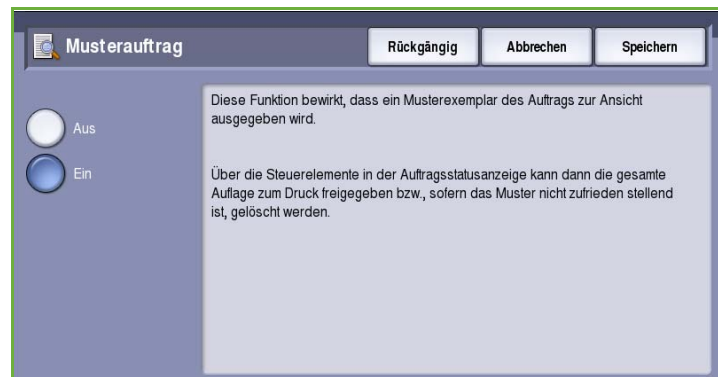 Musterauftrag
Rückgängig
Abbrechen
Speichern
Aus
Ein
Diese Funktion bewirkt, dass ein Musterexemplar des Auftrags zur Ansicht
ausgegeben wird.
Über die Steuerelemente in der Auftragsstatusanzeige kann dann die gesamte
Auflage zum Druck freigegeben bzw., sofern das Muster nicht zufrieden stellend
ist, gelöscht werden.